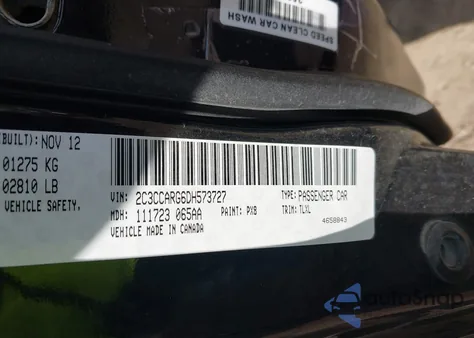 SPEED CLEAN CAR WASH
(BUILT): NOV 12
01275 KG
02810 LB
VEHICLE SAFETY.
VIN: 2C3CCARG6DH573727
TYPE: PASSENGER CAR
MDH: 111723 065AA
PAINT: PX8
TRIM: TLXL
VEHICLE MADE IN CANADA
4658843
autoSnap